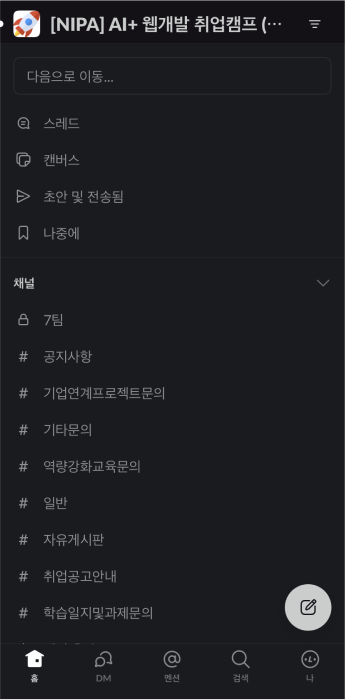 [NIPA] AI+ 웹개발 취업캠프 (…
다음으로 이동...
스레드
캔버스
초안 및 전송됨
나중에
채널
7팀
# 공지사항
# 기업연계프로젝트문의
# 기타문의
# 역량강화교육문의
# 일반
# 자유게시판
# 취업공고안내
# 학습일지및과제문의
홈
DM
멘션
검색
나